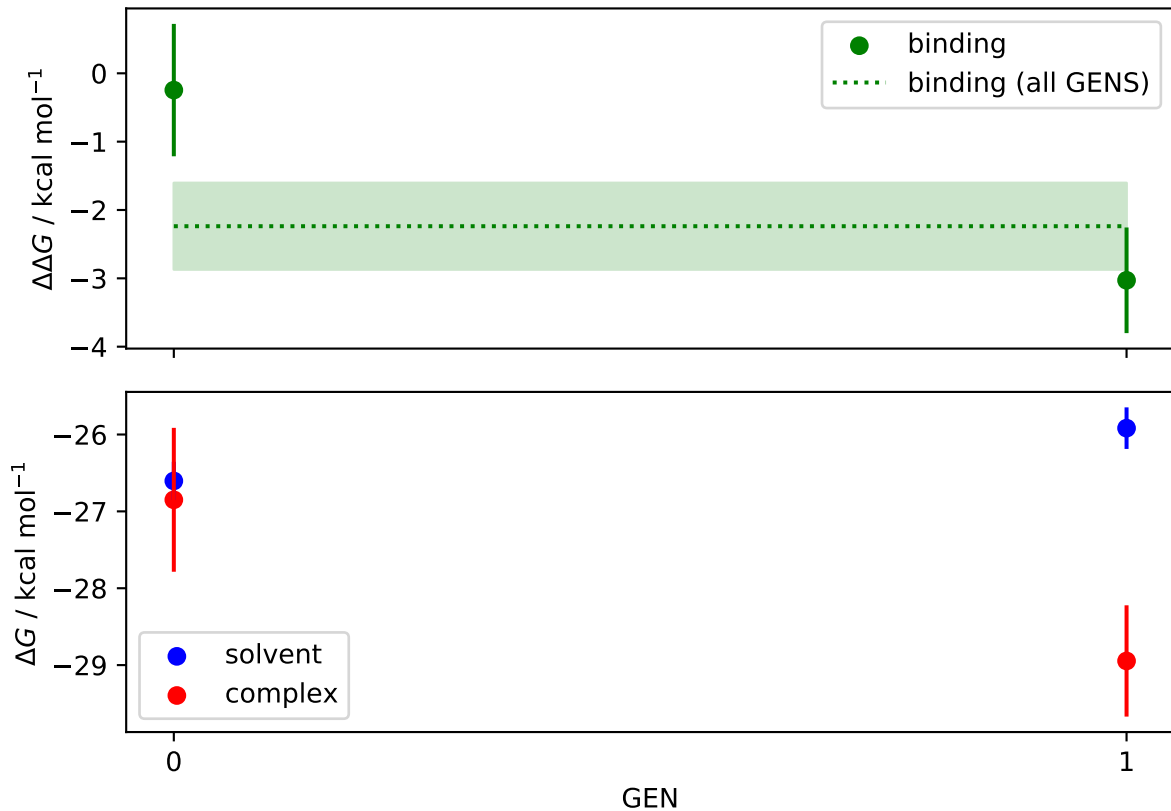 binding
binding (all GENS)
ΔΔG / kcal mol⁻¹
0
−1
−2
−3
−4
ΔG / kcal mol⁻¹
−26
−27
−28
−29
solvent
complex
0
1
GEN